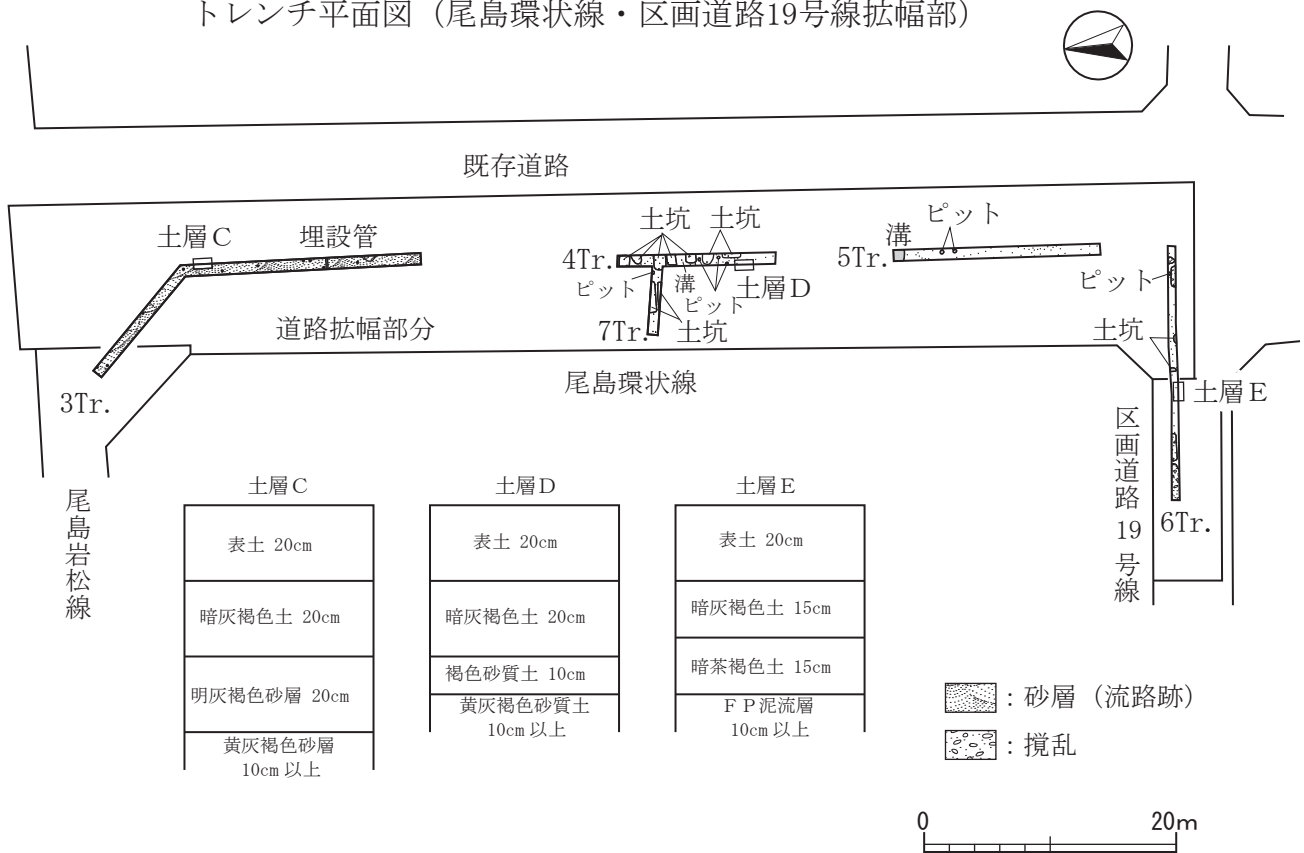 トレンチ平面図（尾島環状線・区画道路19号線拡幅部）
既存道路
土層C
埋設管
3Tr.
道路拡幅部分
4Tr.
土坑
土坑
ピット
溝
ピット
土層D
7Tr.
土坑
5Tr.
溝
ピット
ピット
土坑
土層E
6Tr.
尾島環状線
尾島岩松線
区画道路19号線
土層C
表土 20cm
暗灰褐色土 20cm
明灰褐色砂層 20cm
黄灰褐色砂層
10cm 以上
土層D
表土 20cm
暗灰褐色土 20cm
褐色砂質土 10cm
黄灰褐色砂質土
10cm 以上
土層E
表土 20cm
暗灰褐色土 15cm
暗茶褐色土 15cm
ＦＰ泥流層
10cm 以上
：砂層（流路跡）
：撹乱
0
20m